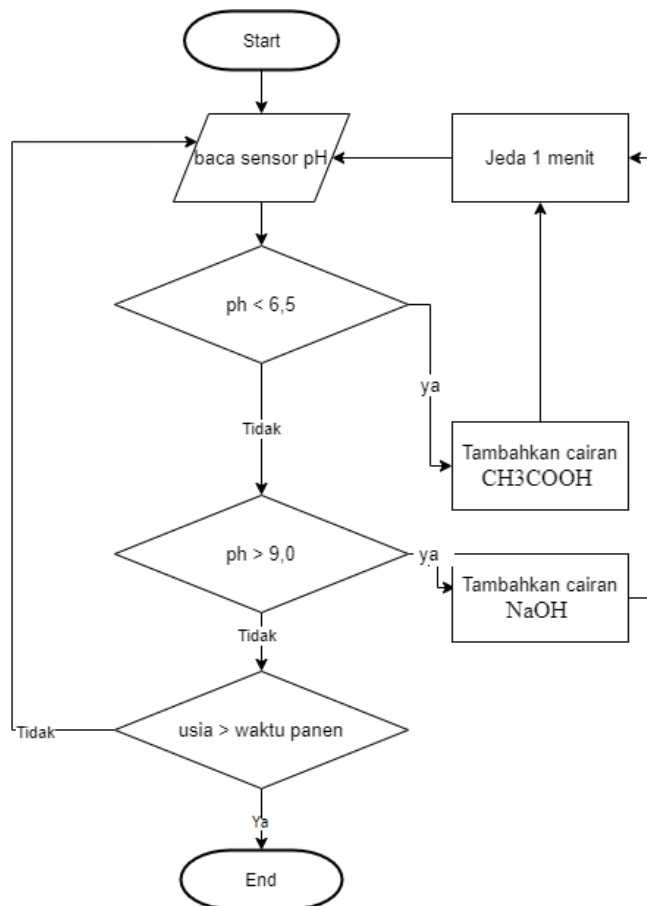 Start
baca sensor pH
Jeda 1 menit
ph < 6,5
ya
Tidak
Tambahkan cairan
CH3COOH
ph > 9,0
ya
Tambahkan cairan
NaOH
Tidak
usia > waktu panen
Tidak
Ya
End